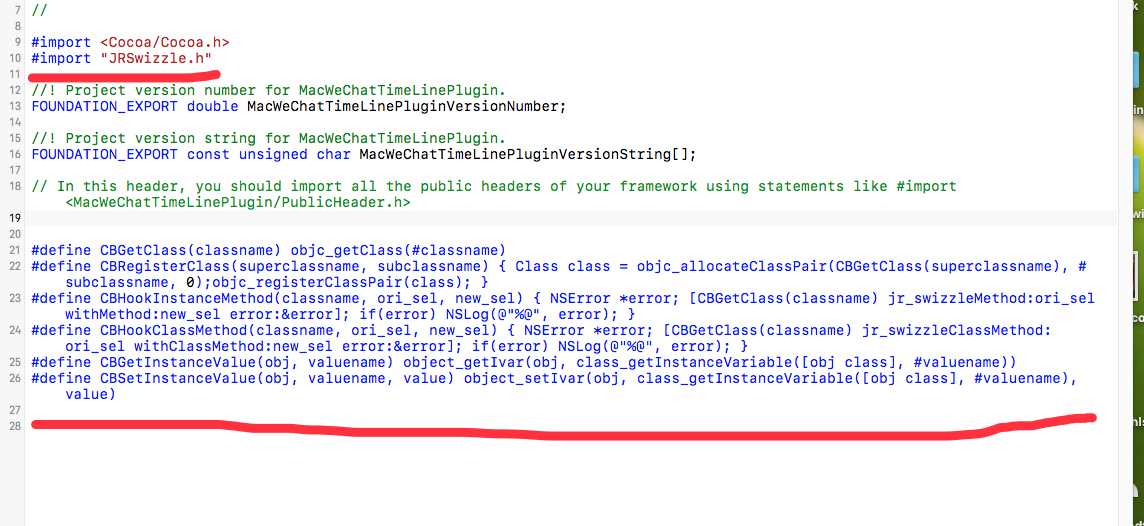 7 //
8
9 #import <Cocoa/Cocoa.h>
10 #import "JRSwizzle.h"
11
12 //! Project version number for MacWeChatTimeLinePlugin.
13 FOUNDATION_EXPORT double MacWeChatTimeLinePluginVersionNumber;
14
15 //! Project version string for MacWeChatTimeLinePlugin.
16 FOUNDATION_EXPORT const unsigned char MacWeChatTimeLinePluginVersionString[];
17
18 // In this header, you should import all the public headers of your framework using statements like #import
<MacWeChatTimeLinePlugin/PublicHeader.h>
19
20
21 #define CBGetClass(classname) objc_getClass(#classname)
22 #define CBRegisterClass(superclassname, subclassname) { Class class = objc_allocateClassPair(CBGetClass(superclassname), #
subclassname, 0);objc_registerClassPair(class); }
23 #define CBHookInstanceMethod(classname, ori_sel, new_sel) { NSError *error; [CBGetClass(classname) jr_swizzleMethod:ori_sel
withMethod:new_sel error:&error]; if(error) NSLog(@"%@", error); }
24 #define CBHookClassMethod(classname, ori_sel, new_sel) { NSError *error; [CBGetClass(classname) jr_swizzleClassMethod:
ori_sel withClassMethod:new_sel error:&error]; if(error) NSLog(@"%@", error); }
25 #define CBGetInstanceValue(obj, valuename) object_getIvar(obj, class_getInstanceVariable([obj class], #valuename))
26 #define CBSetInstanceValue(obj, valuename, value) object_setIvar(obj, class_getInstanceVariable([obj class], #valuename),
value)
27
28